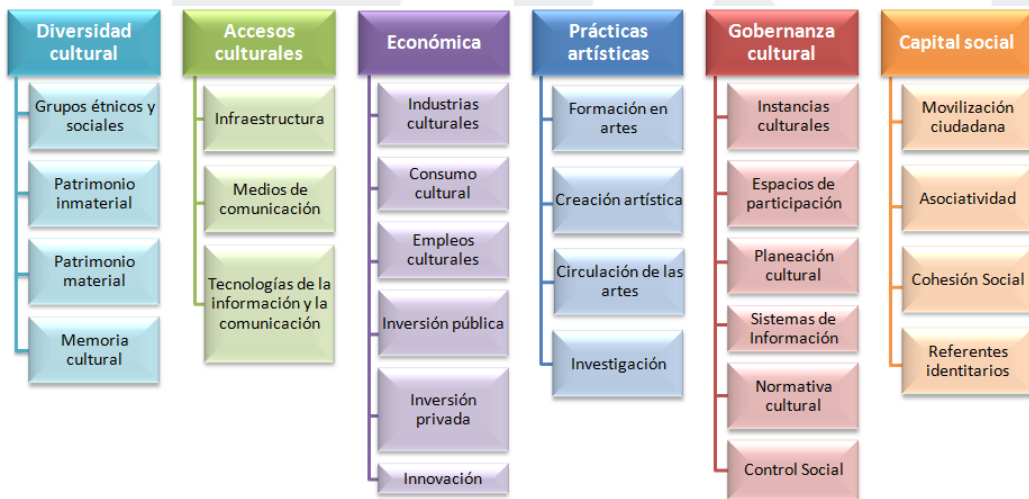 Diversidad
cultural
Grupos étnicos y
sociales
Patrimonio
inmaterial
Patrimonio
material
Memoria
cultural
Accesos
culturales
Infraestructura
Medios de
comunicación
Tecnologías de la
información y la
comunicación
Económica
Industrias
culturales
Consumo
cultural
Empleos
culturales
Inversión pública
Inversión
privada
Innovación
Prácticas
artísticas
Formación en
artes
Creación artística
Circulación de las
artes
Investigación
Gobernanza
cultural
Instancias
culturales
Espacios de
participación
Planeación
cultural
Sistemas de
Información
Normativa
cultural
Control Social
Capital social
Movilización
ciudadana
Asociatividad
Cohesión Social
Referentes
identitarios